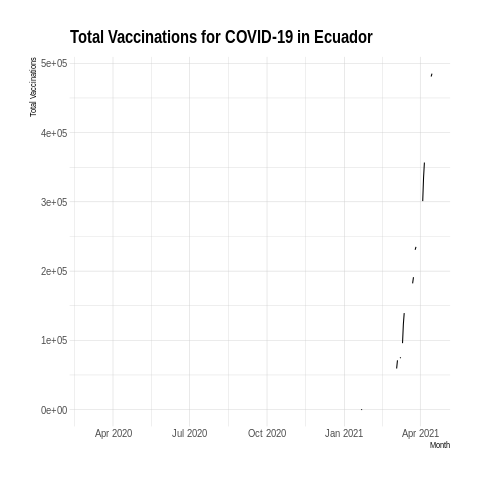 Total Vaccinations for COVID-19 in Ecuador
Total Vaccinations
5e+05
4e+05
3e+05
2e+05
1e+05
0e+00
Apr 2020 Jul 2020 Oct 2020 Jan 2021 Apr 2021
Month